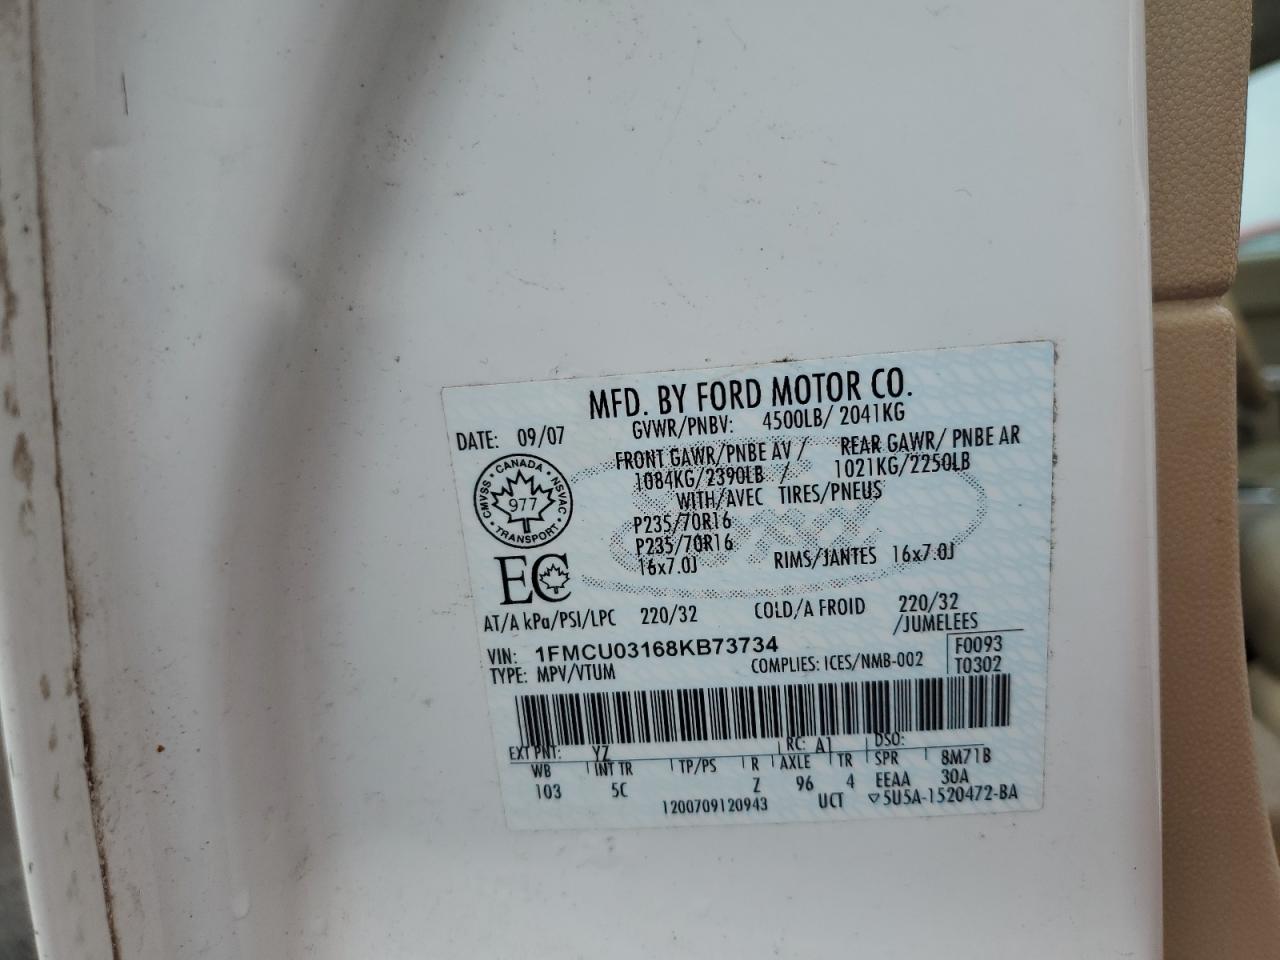 MFD. BY FORD MOTOR CO.
DATE: 09/07
GVWR/PNBV: 4500LB/ 2041KG
FRONT GAWR/PNBE AV / REAR GAWR/ PNBE AR
1084KG/2390LB / 1021KG/2250LB
WITH/AVEC TIRES/PNEUS
CANADA
CMVSS 977 NSVAC
TRANSPORT
P235/70R16
P235/70R16
16x7.0J RIMS/JANTES 16x7.0J
EC
AT/A kPa/PSI/LPC 220/32 COLD/A FROID 220/32
/JUMELEES
VIN: 1FMCU03168KB73734
F0093
TYPE: MPV/VTUM COMPLIES: ICES/NMB-002 T0302
EXT PNT: YZ RC: A1 DSO:
WB INT TR TP/PS R AXLE TR SPR 8M71B
103 5C Z 96 4 EEAA 30A
1200709120943 UCT ▽5U5A-1520472-BA